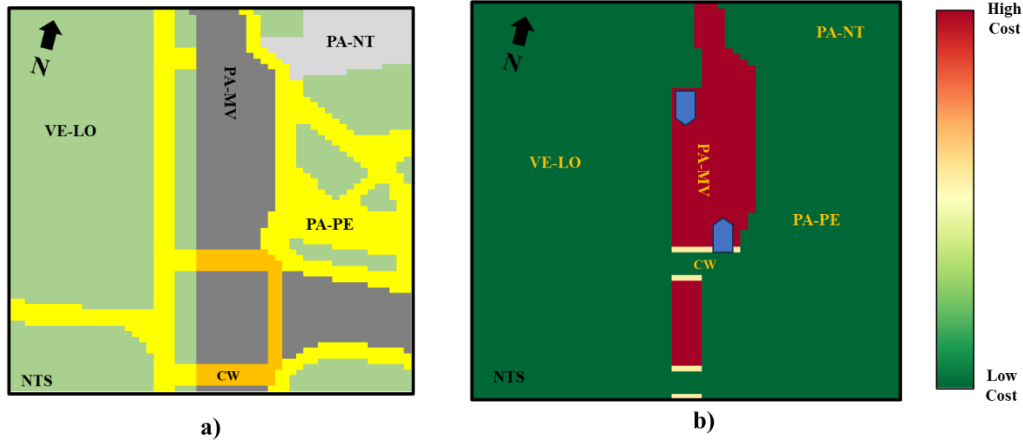 N
PA-NT
PA-MV
VE-LO
PA-PE
NTS
CW
a)
N
PA-NT
VE-LO
PA-MV
PA-PE
CW
NTS
b)
High
Cost
Low
Cost